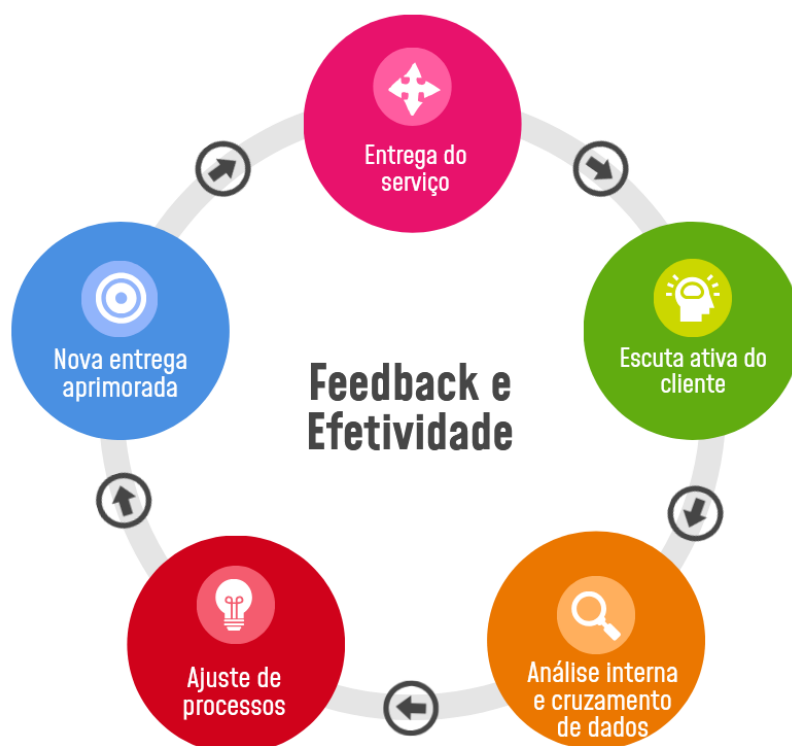 Entrega do
serviço
Escuta ativa do
cliente
Análise interna
e cruzamento
de dados
Ajuste de
processos
Nova entrega
aprimorada
Feedback e
Efetividade